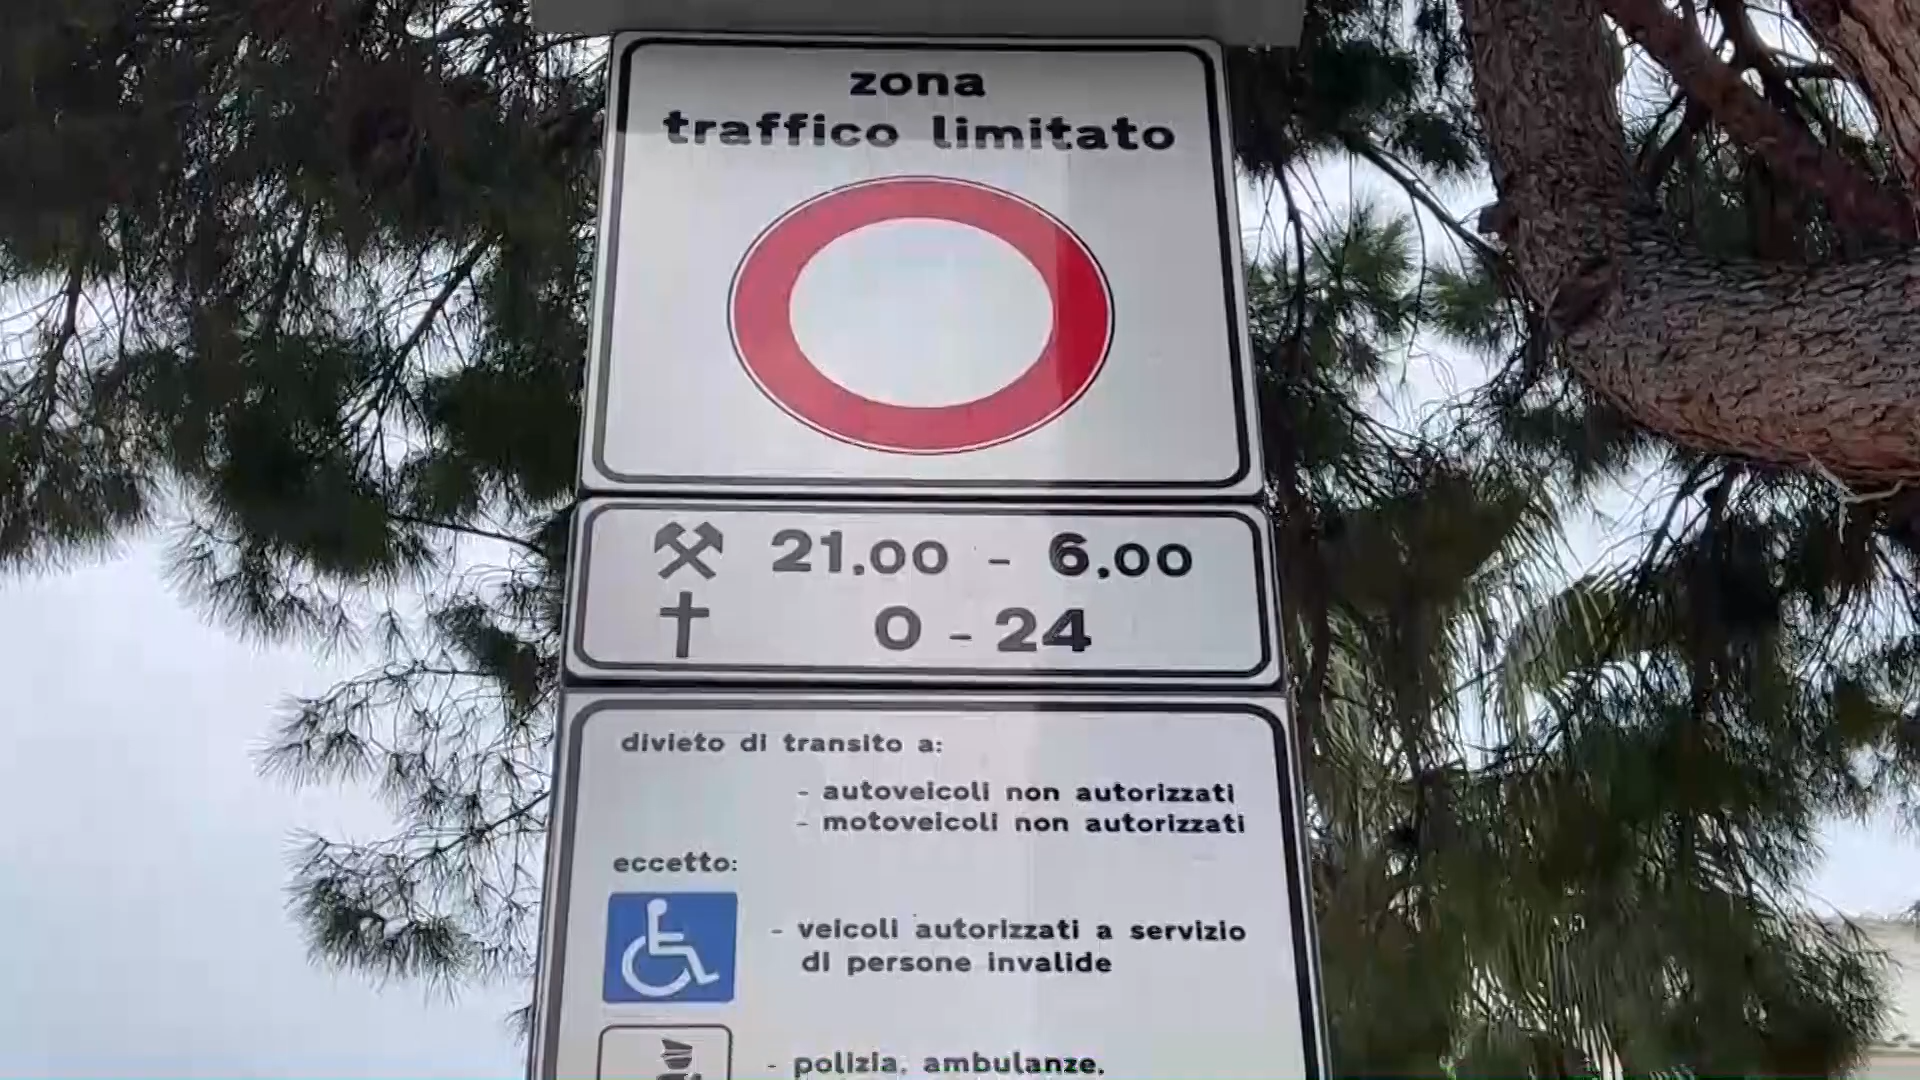 zona
traffico limitato
21.00 - 6.00
0 - 24
divieto di transito a:
- autoveicoli non autorizzati
- motoveicoli non autorizzati
eccetto:
- veicoli autorizzati a servizio
di persone invalide
- polizia, ambulanze,